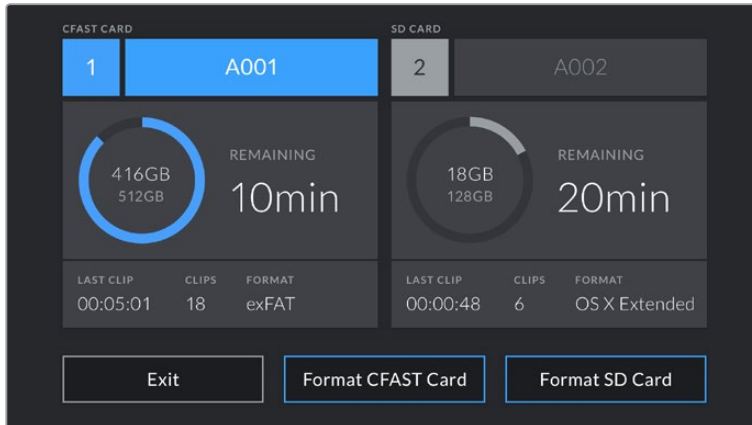 CFAST CARD
1 A001
416GB
512GB
REMAINING
10min
LAST CLIP CLIPS FORMAT
00:05:01 18 exFAT
SD CARD
2 A002
18GB
128GB
REMAINING
20min
LAST CLIP CLIPS FORMAT
00:00:48 6 OS X Extended
Exit
Format CFAST Card
Format SD Card